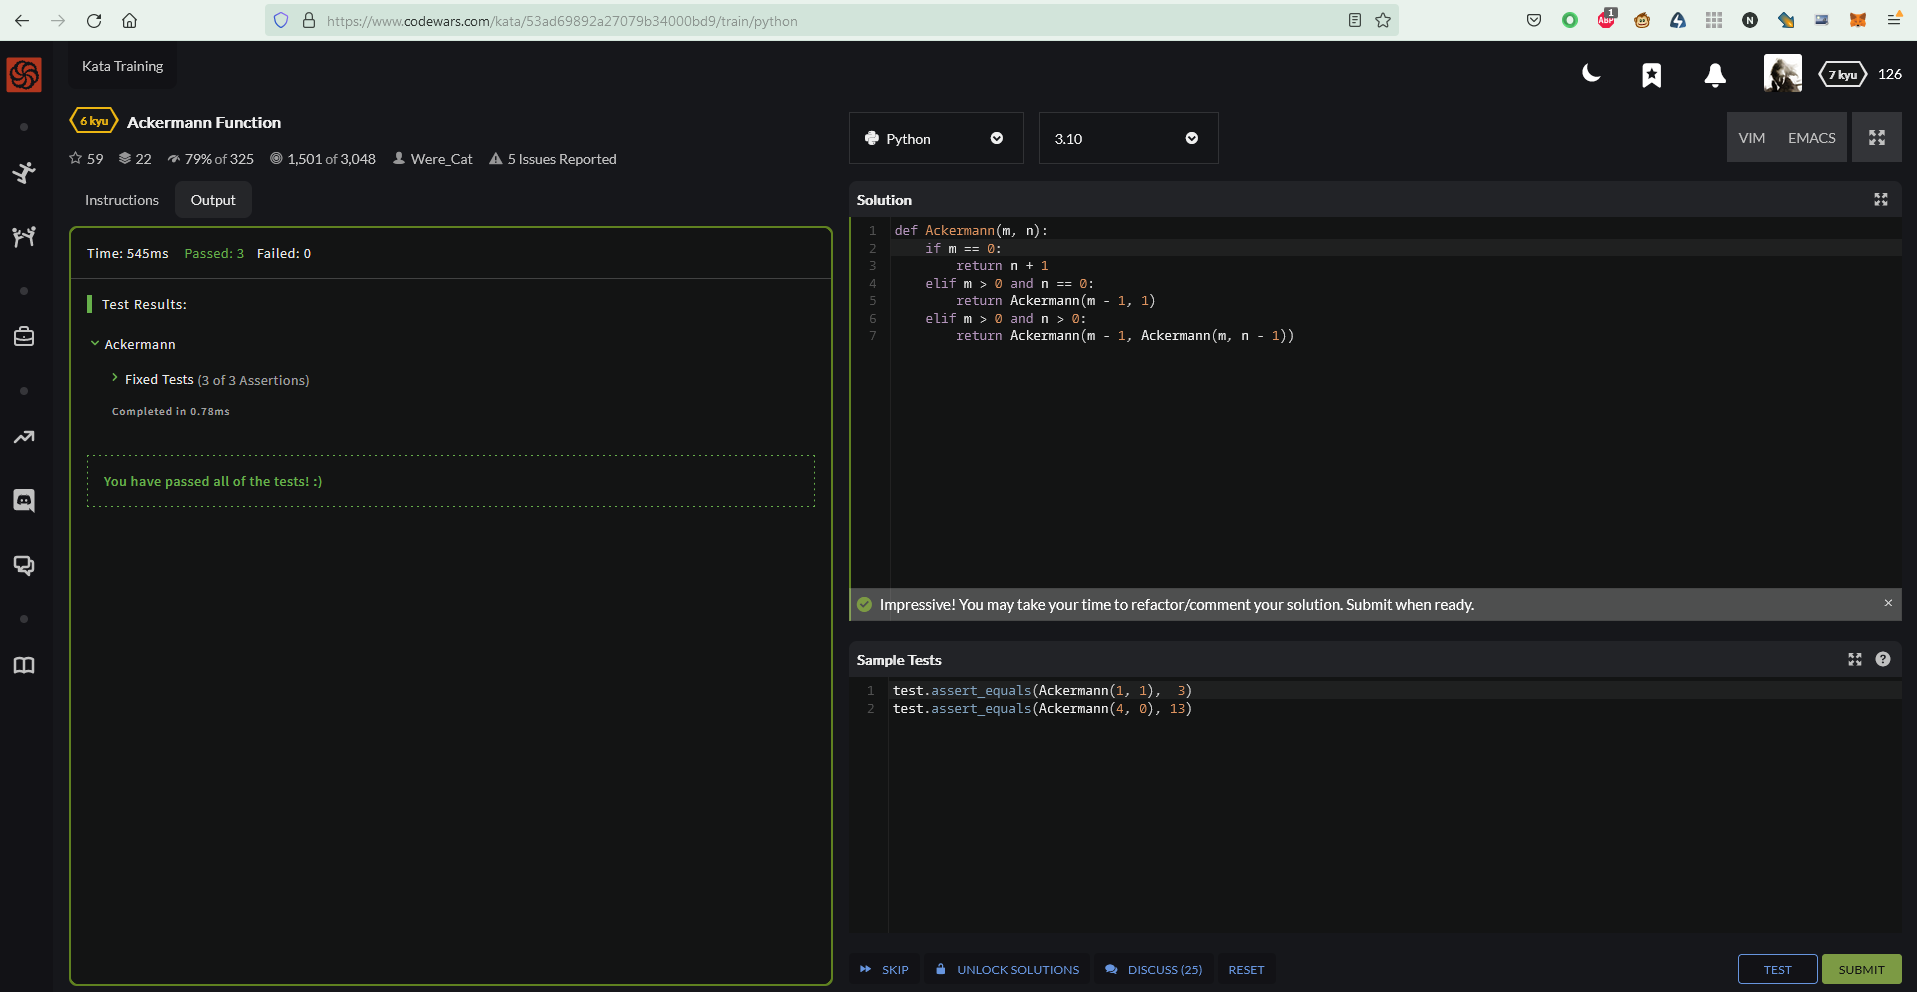 https://www.codewars.com/kata/53ad69892a27079b34000bd9/train/python
ABP
1
N
Kata Training
7 kyu
126
6 kyu
Ackermann Function
59
22
79% of 325
1,501 of 3,048
Were_Cat
5 Issues Reported
Instructions
Output
Time: 545ms Passed: 3 Failed: 0
Test Results:
Ackermann
Fixed Tests (3 of 3 Assertions)
Completed in 0.78ms
You have passed all of the tests! :)
Python
3.10
VIM
EMACS
Solution
1 def Ackermann(m, n):
2     if m == 0:
3         return n + 1
4     elif m > 0 and n == 0:
5         return Ackermann(m - 1, 1)
6     elif m > 0 and n > 0:
7         return Ackermann(m - 1, Ackermann(m, n - 1))
Impressive! You may take your time to refactor/comment your solution. Submit when ready.
×
Sample Tests
?
1 test.assert_equals(Ackermann(1, 1),  3)
2 test.assert_equals(Ackermann(4, 0), 13)
SKIP
UNLOCK SOLUTIONS
DISCUSS (25)
RESET
TEST
SUBMIT